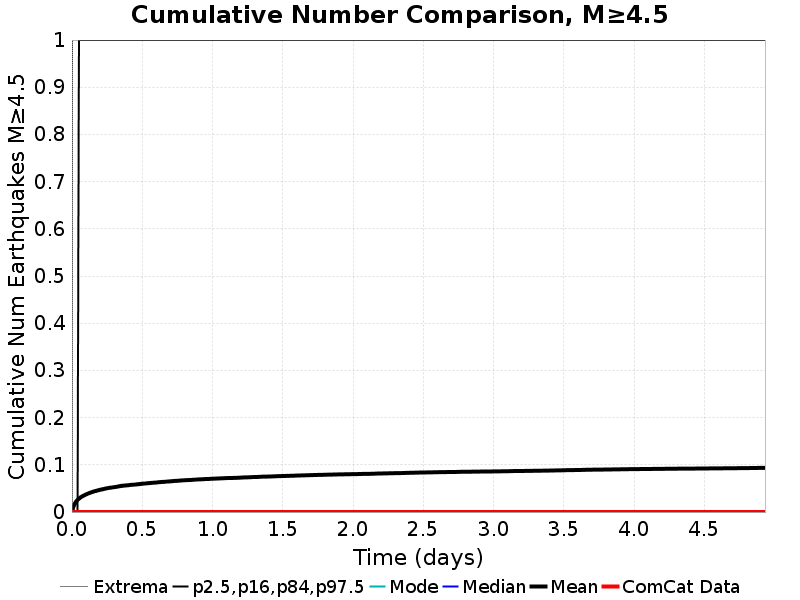 Cumulative Number Comparison, M≥4.5
Cumulative Num Earthquakes M≥4.5
1
0.9
0.8
0.7
0.6
0.5
0.4
0.3
0.2
0.1
0
0.0 0.5 1.0 1.5 2.0 2.5 3.0 3.5 4.0 4.5
Time (days)
Extrema p2.5,p16,p84,p97.5 Mode Median Mean ComCat Data